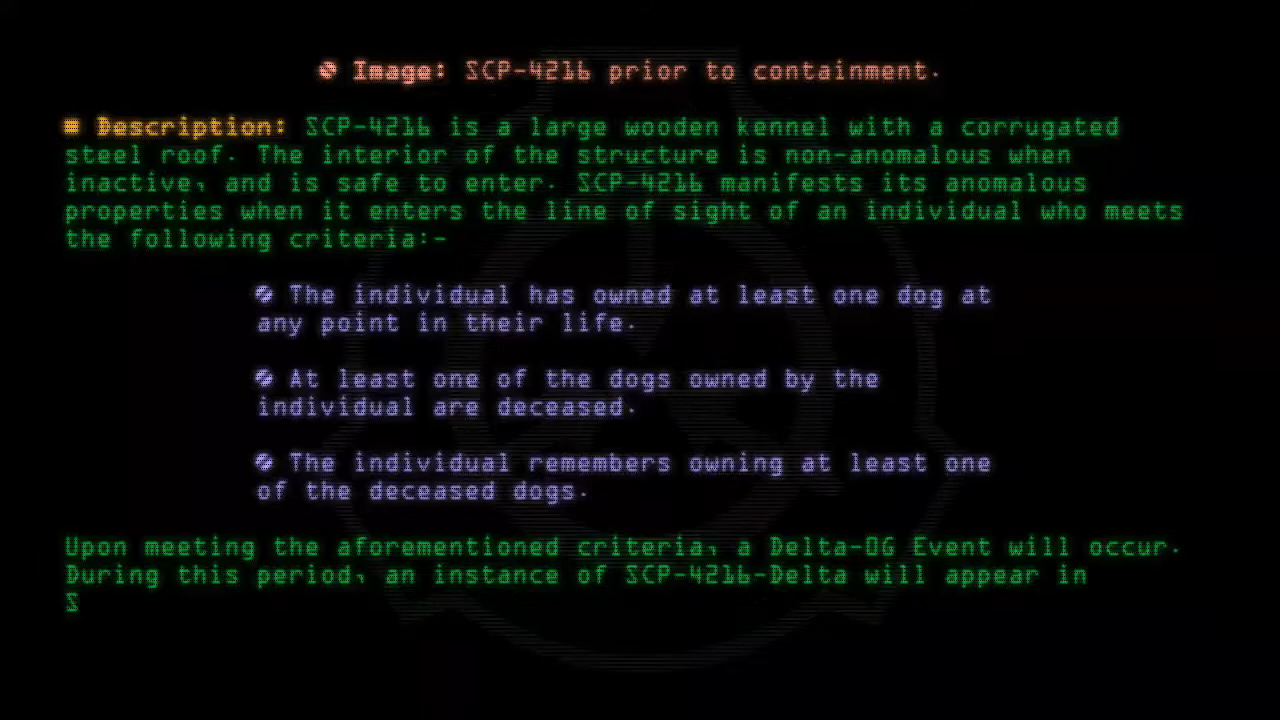 Image: SCP-4216 prior to containment.
■ Description: SCP-4216 is a large wooden kennel with a corrugated
steel roof. The interior of the structure is non-anomalous when
inactive, and is safe to enter. SCP-4216 manifests its anomalous
properties when it enters the line of sight of an individual who meets
the following criteria:-
The individual has owned at least one dog at
any point in their life.
At least one of the dogs owned by the
individual are deceased.
The individual remembers owning at least one
of the deceased dogs.
Upon meeting the aforementioned criteria, a Delta-06 Event will occur.
During this period, an instance of SCP-4216-Delta will appear in
S